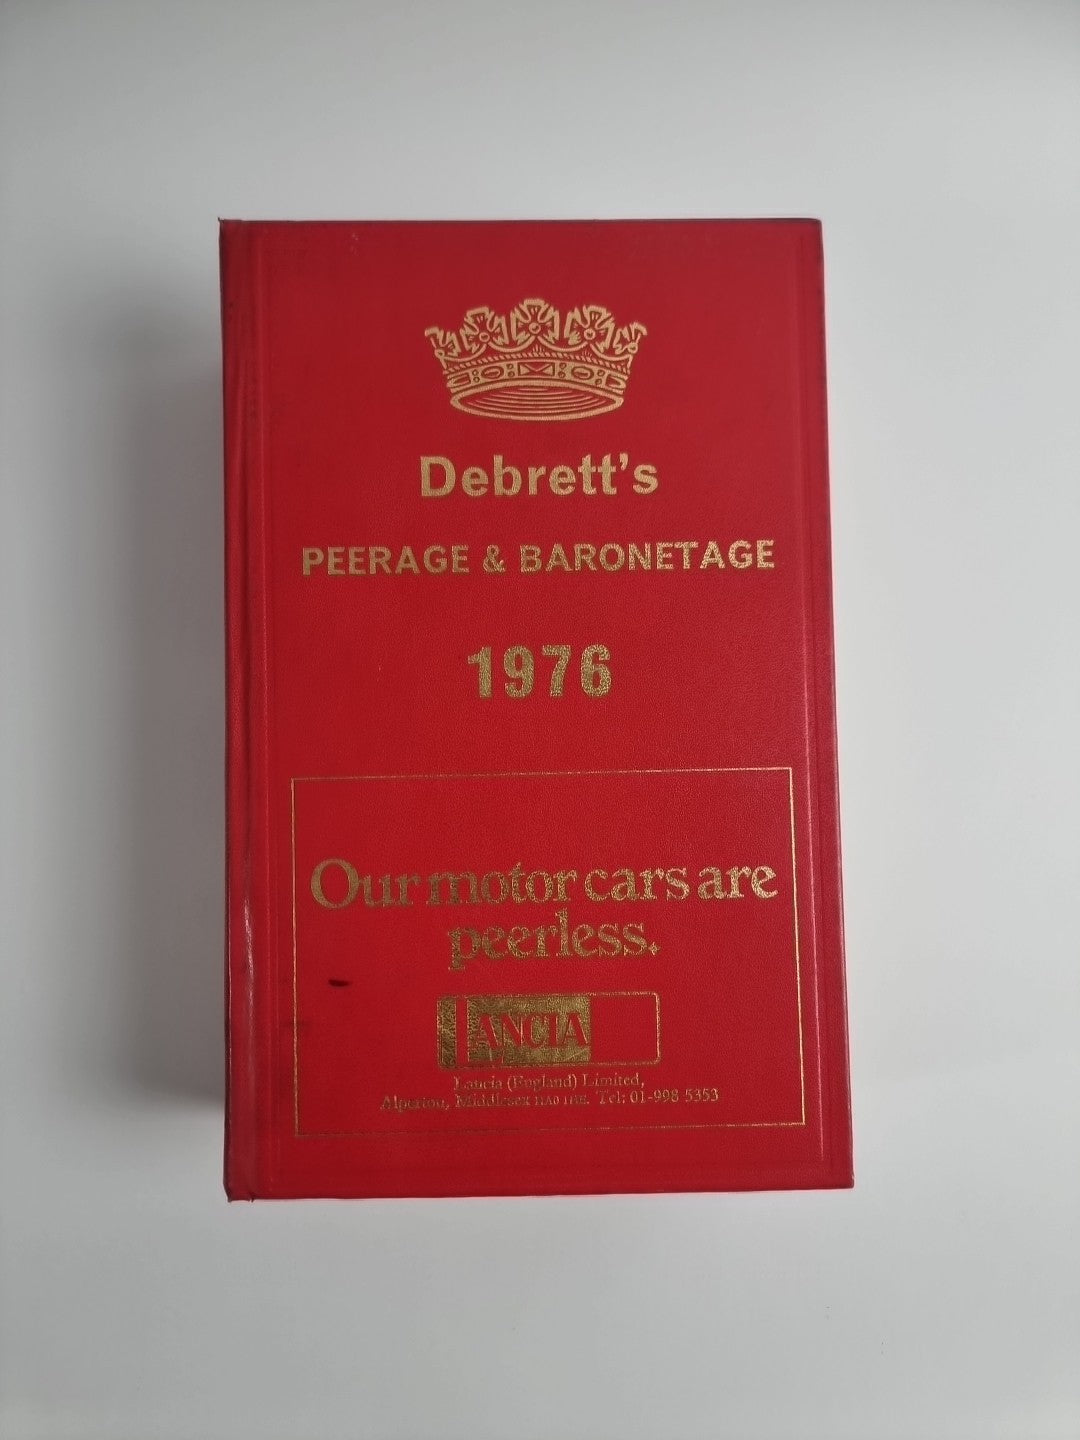 Debrett's
PEERAGE & BARONETAGE
1976
Our motor cars are
peerless.
LANCIA
Lancia (England) Limited,
Alperton, Middlesex HA0 1HE. Tel: 01-998 5353